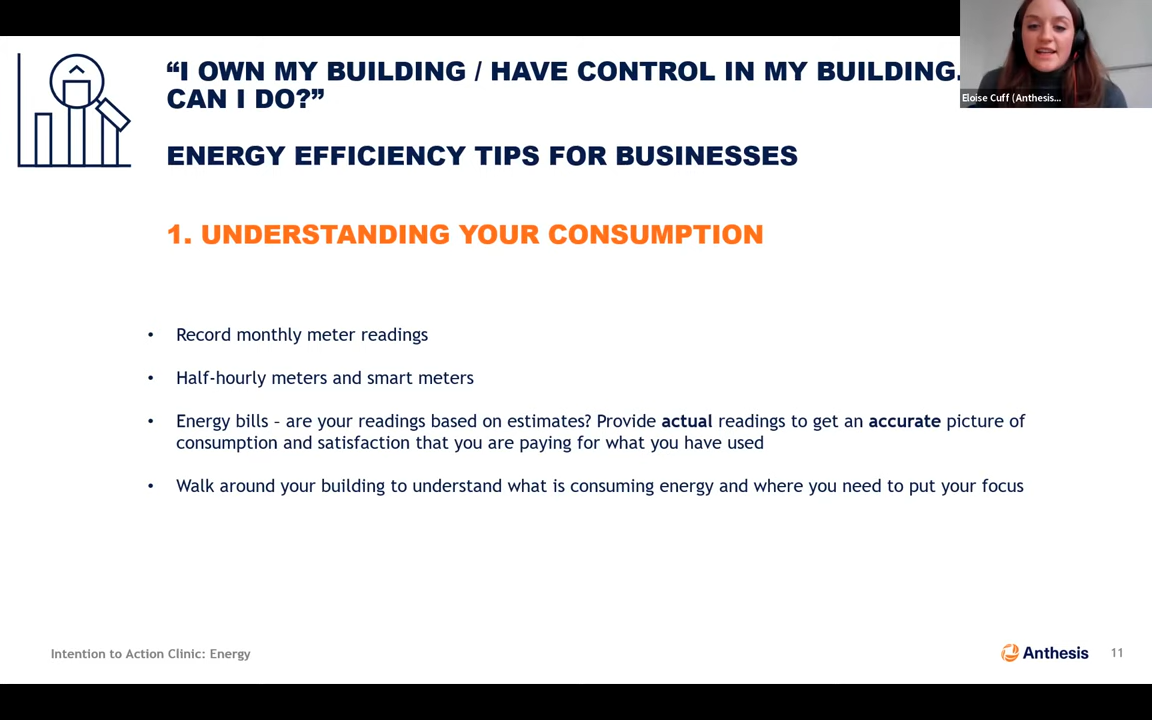 “I OWN MY BUILDING / HAVE CONTROL IN MY BUILDING.
CAN I DO?”
ENERGY EFFICIENCY TIPS FOR BUSINESSES
1. UNDERSTANDING YOUR CONSUMPTION
• Record monthly meter readings
• Half-hourly meters and smart meters
• Energy bills – are your readings based on estimates? Provide actual readings to get an accurate picture of
consumption and satisfaction that you are paying for what you have used
• Walk around your building to understand what is consuming energy and where you need to put your focus
Eloise Cuff (Anthesis...
Intention to Action Clinic: Energy
Anthesis
11